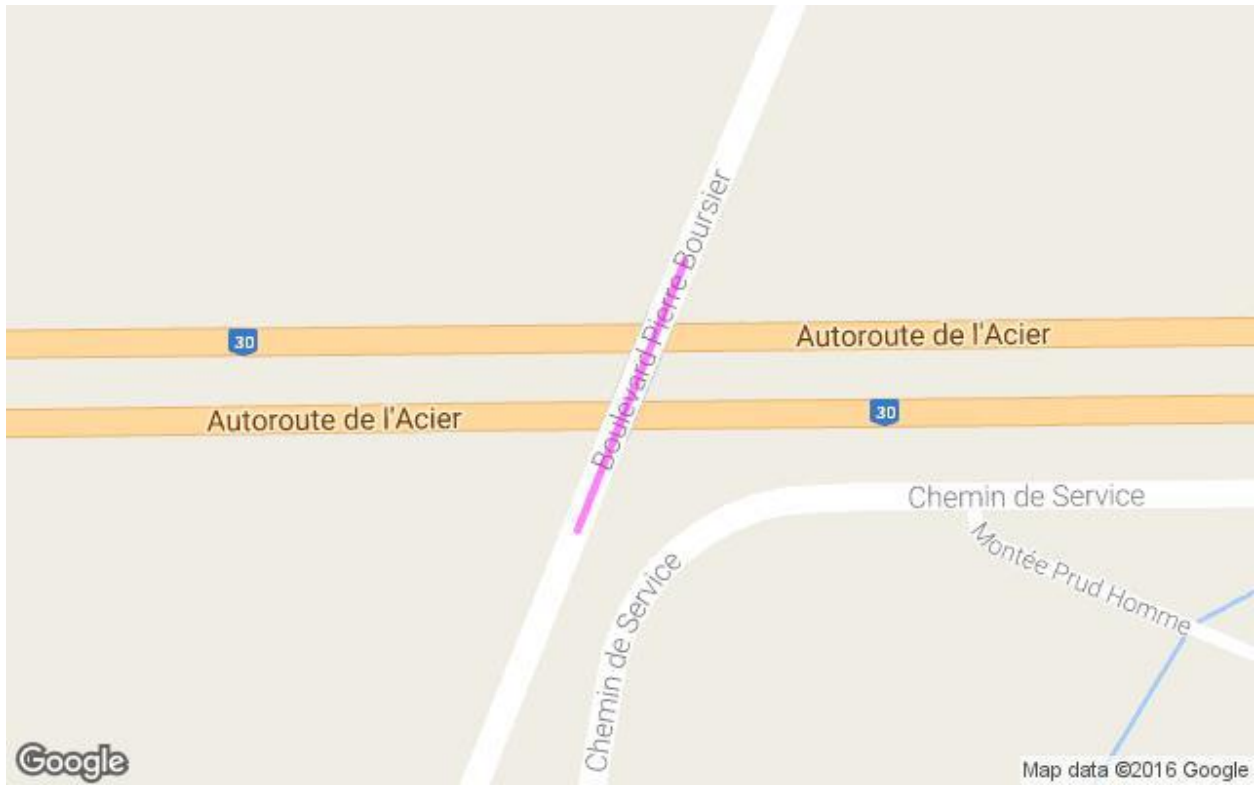 Boulevard Pierre Boursier
30
Autoroute de l'Acier
Autoroute de l'Acier
30
Chemin de Service
Montée Prud Homme
Chemin de Service
Google
Map data ©2016 Google